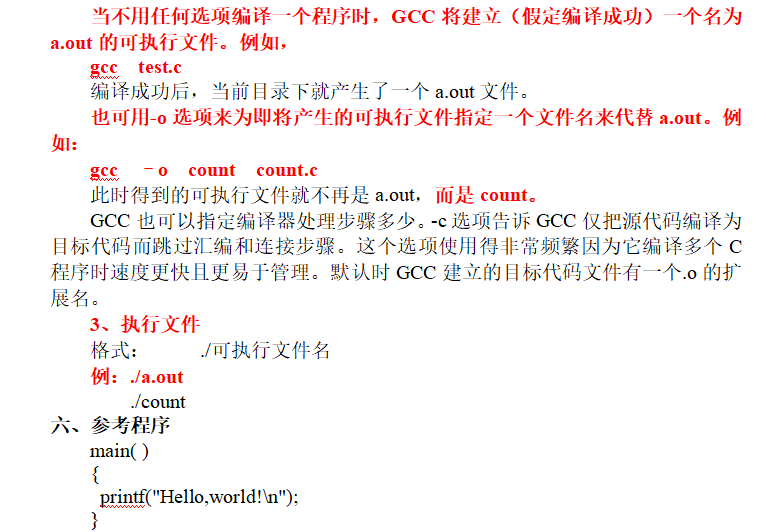 当不用任何选项编译一个程序时，GCC 将建立（假定编译成功）一个名为
a.out 的可执行文件。例如，
gcc test.c
编译成功后，当前目录下就产生了一个 a.out 文件。
也可用-o 选项来为即将产生的可执行文件指定一个文件名来代替 a.out。例
如：
gcc －o count count.c
此时得到的可执行文件就不再是 a.out，而是 count。
GCC 也可以指定编译器处理步骤多少。-c 选项告诉 GCC 仅把源代码编译为
目标代码而跳过汇编和连接步骤。这个选项使用得非常频繁因为它编译多个 C
程序时速度更快且更易于管理。默认时 GCC 建立的目标代码文件有一个.o 的扩
展名。
3、执行文件
格式： ./可执行文件名
例：./a.out
./count
六、参考程序
main( )
{
printf("Hello,world!\n");
}